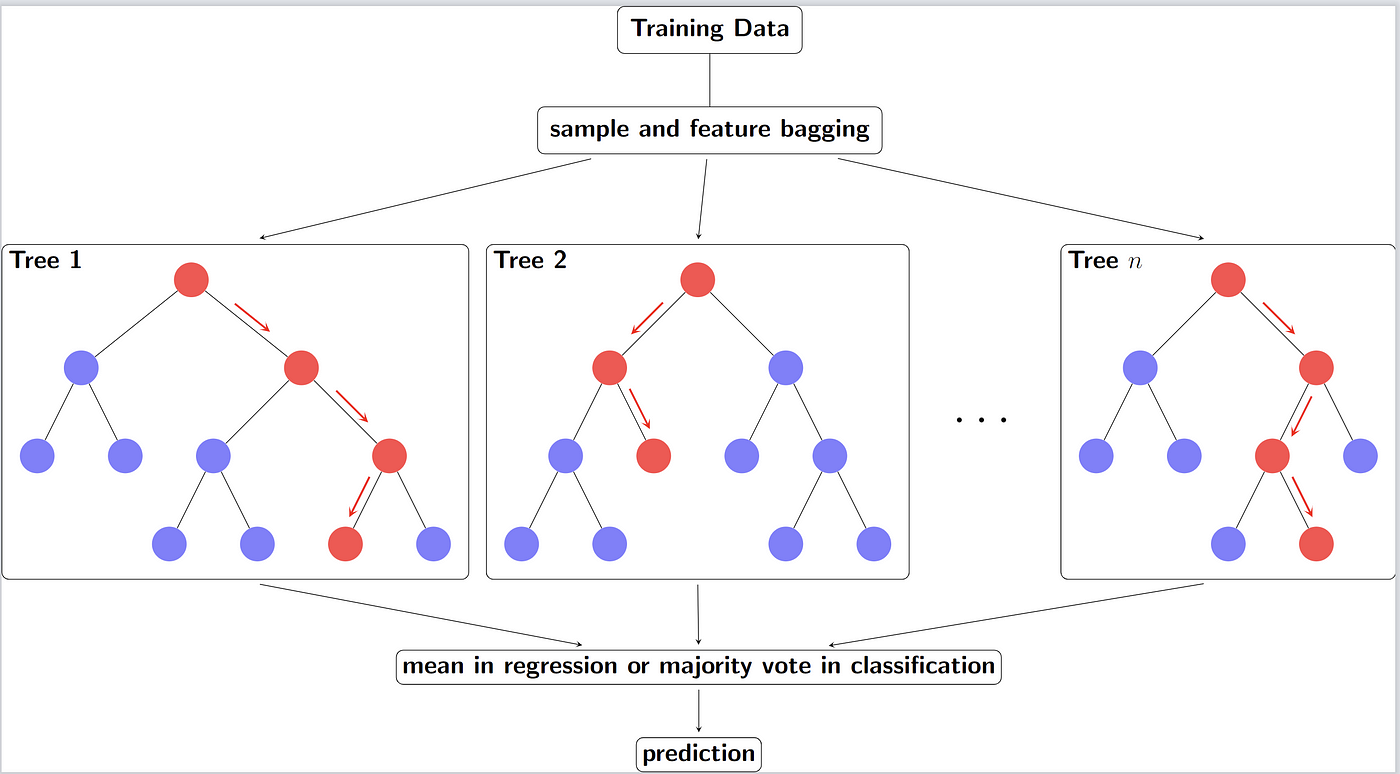 Training Data
sample and feature bagging
Tree 1
Tree 2
Tree n
. . .
mean in regression or majority vote in classification
prediction